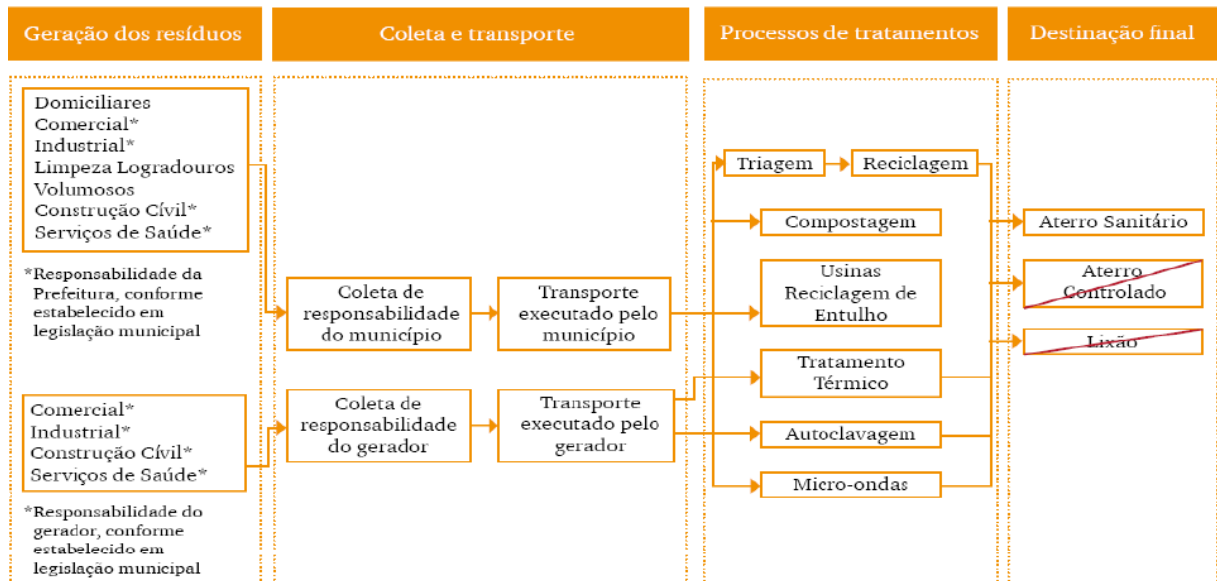 Geração dos resíduos
Coleta e transporte
Processos de tratamentos
Destinação final
Domiciliares
Comercial*
Industrial*
Limpeza Logradouros
Volumosos
Construção Cívil*
Serviços de Saúde*
*Responsabilidade da
Prefeitura, conforme
estabelecido em
legislação municipal
Comercial*
Industrial*
Construção Cívil*
Serviços de Saúde*
*Responsabilidade do
gerador, conforme
estabelecido em
legislação municipal
Coleta de
responsabilidade
do município
Transporte
executado pelo
município
Coleta de
responsabilidade
do gerador
Transporte
executado pelo
gerador
Triagem
Reciclagem
Compostagem
Usinas
Reciclagem de
Entulho
Tratamento
Térmico
Autoclavagem
Micro-ondas
Aterro Sanitário
Aterro
Controlado
Lixão